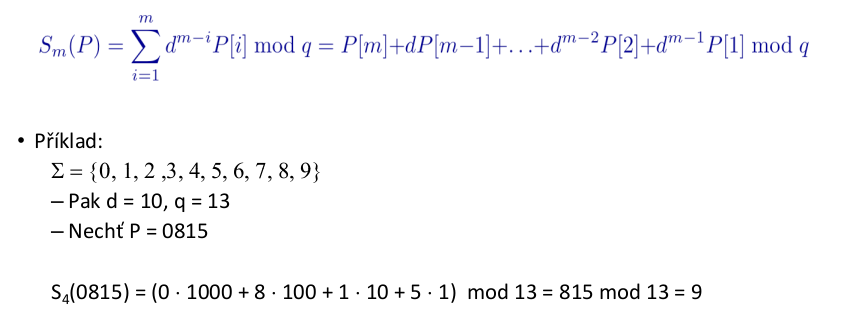 S_m(P) = \sum_{i=1}^{m} d^{m-i}P[i] mod q = P[m]+dP[m−1]+...+d^{m−2}P[2]+d^{m−1}P[1] mod q
• Příklad:
Σ = {0, 1, 2 ,3, 4, 5, 6, 7, 8, 9}
– Pak d = 10, q = 13
– Nechť P = 0815
S₄(0815) = (0 · 1000 + 8 · 100 + 1 · 10 + 5 · 1) mod 13 = 815 mod 13 = 9